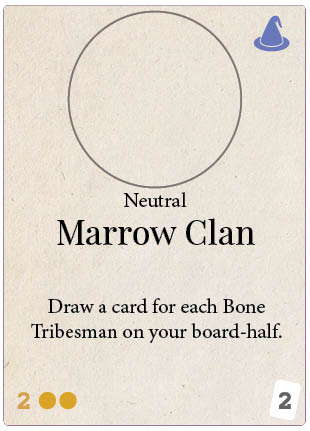 Neutral
Marrow Clan
Draw a card for each Bone
Tribesman on your board-half.
2
2